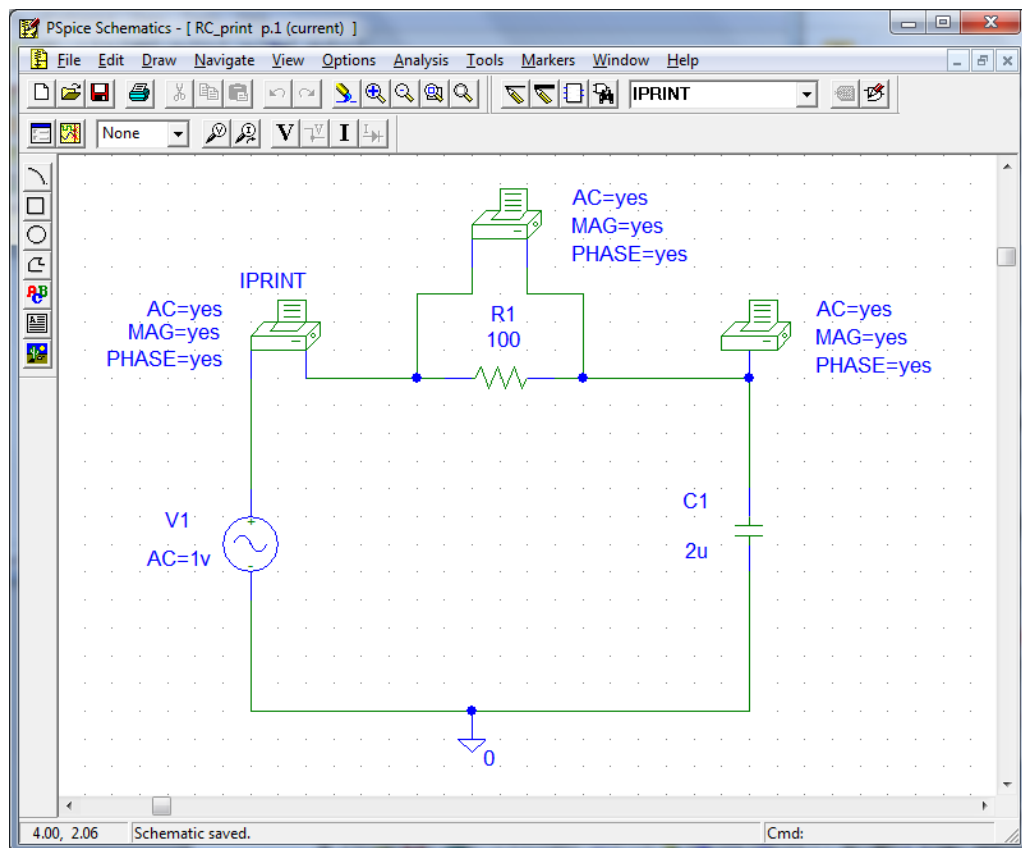 PSpice Schematics - [ RC_print p.1 (current) ]
File Edit Draw Navigate View Options Analysis Tools Markers Window Help
IPRINT
None V V I
ABC
AC=yes
MAG=yes
PHASE=yes
IPRINT
AC=yes
MAG=yes
PHASE=yes
R1
100
AC=yes
MAG=yes
PHASE=yes
V1
AC=1v
+
-
C1
2u
0
4.00, 2.06 Schematic saved. Cmd: